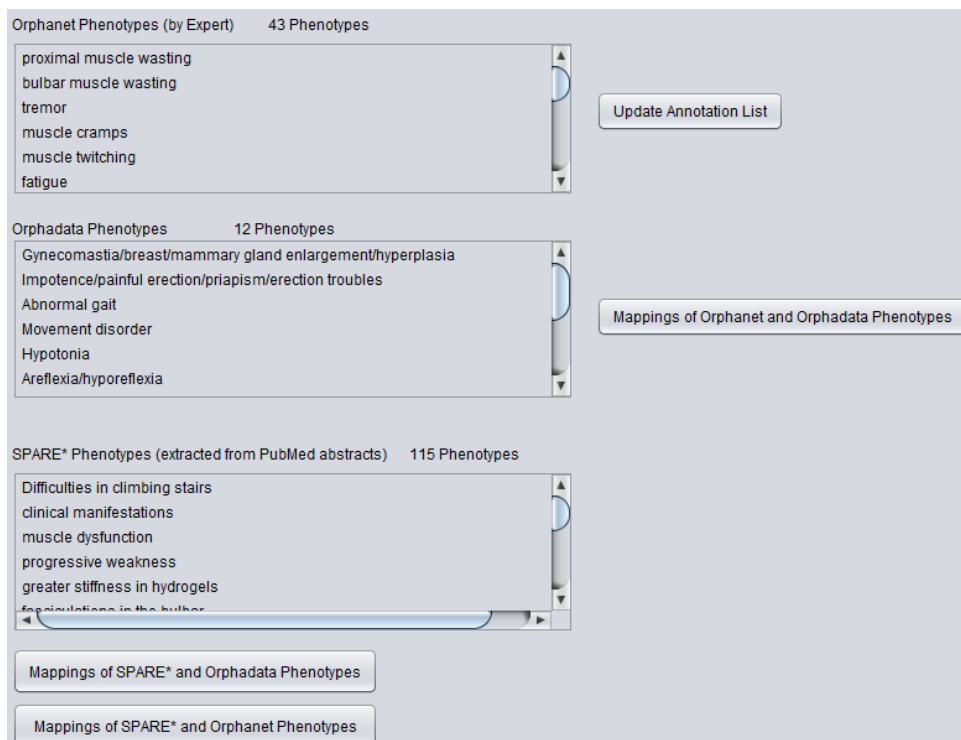 Orphanet Phenotypes (by Expert) 43 Phenotypes
proximal muscle wasting
bulbar muscle wasting
tremor
muscle cramps
muscle twitching
fatigue
Update Annotation List
Orphadata Phenotypes 12 Phenotypes
Gynecomastia/breast/mammary gland enlargement/hyperplasia
Impotence/painful erection/priapism/erection troubles
Abnormal gait
Movement disorder
Hypotonia
Areflexia/hyporeflexia
Mappings of Orphanet and Orphadata Phenotypes
SPARE* Phenotypes (extracted from PubMed abstracts) 115 Phenotypes
Difficulties in climbing stairs
clinical manifestations
muscle dysfunction
progressive weakness
greater stiffness in hydrogels
fasciculations in the bulbar
Mappings of SPARE* and Orphadata Phenotypes
Mappings of SPARE* and Orphanet Phenotypes